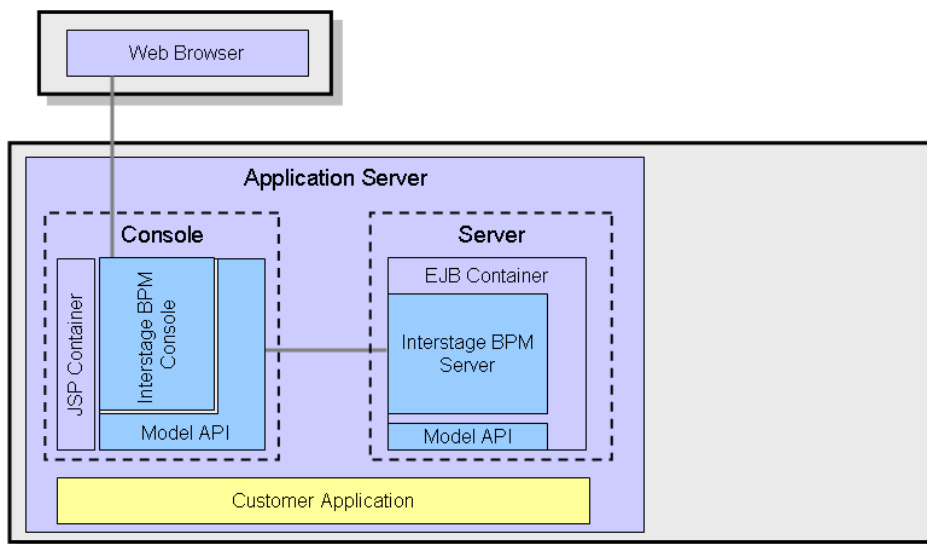 Web Browser
Application Server
Console
Server
JSP Container
Interstage BPM
Console
Model API
EJB Container
Interstage BPM
Server
Model API
Customer Application